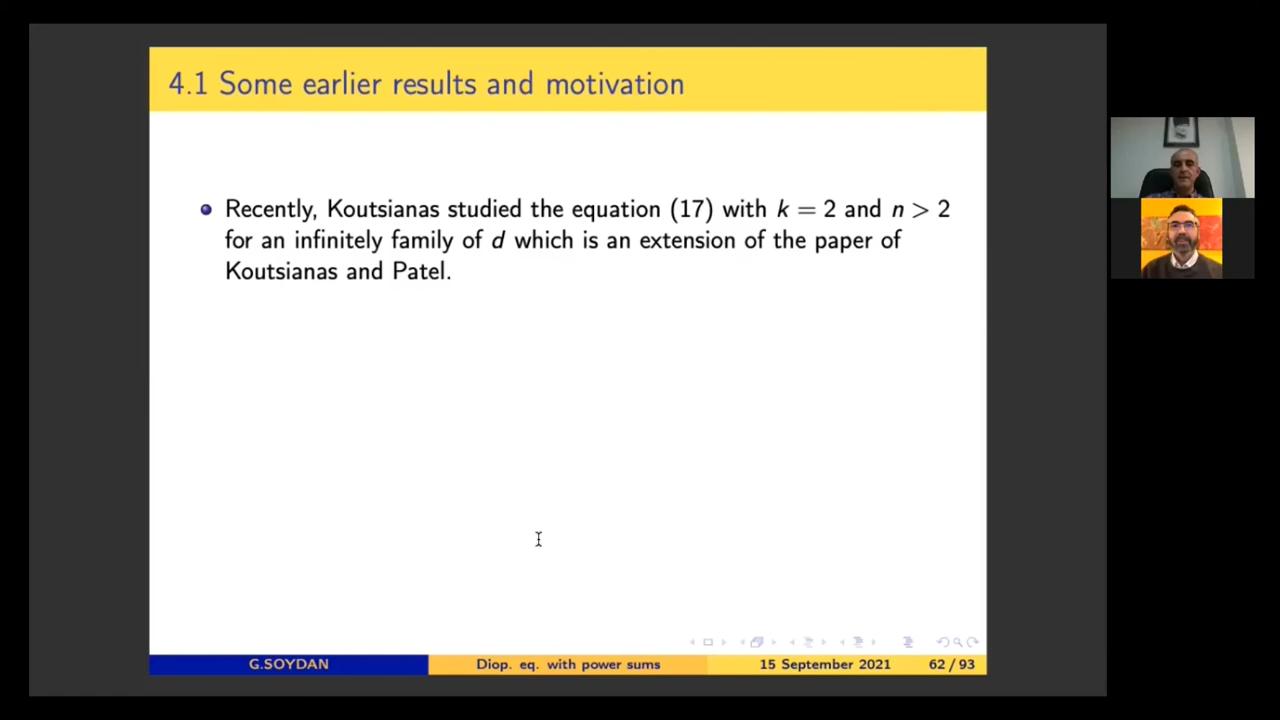 4.1 Some earlier results and motivation
Recently, Koutsianas studied the equation (17) with k = 2 and n > 2
for an infinitely family of d which is an extension of the paper of
Koutsianas and Patel.
G.SOYDAN Diop. eq. with power sums 15 September 2021 62 / 93